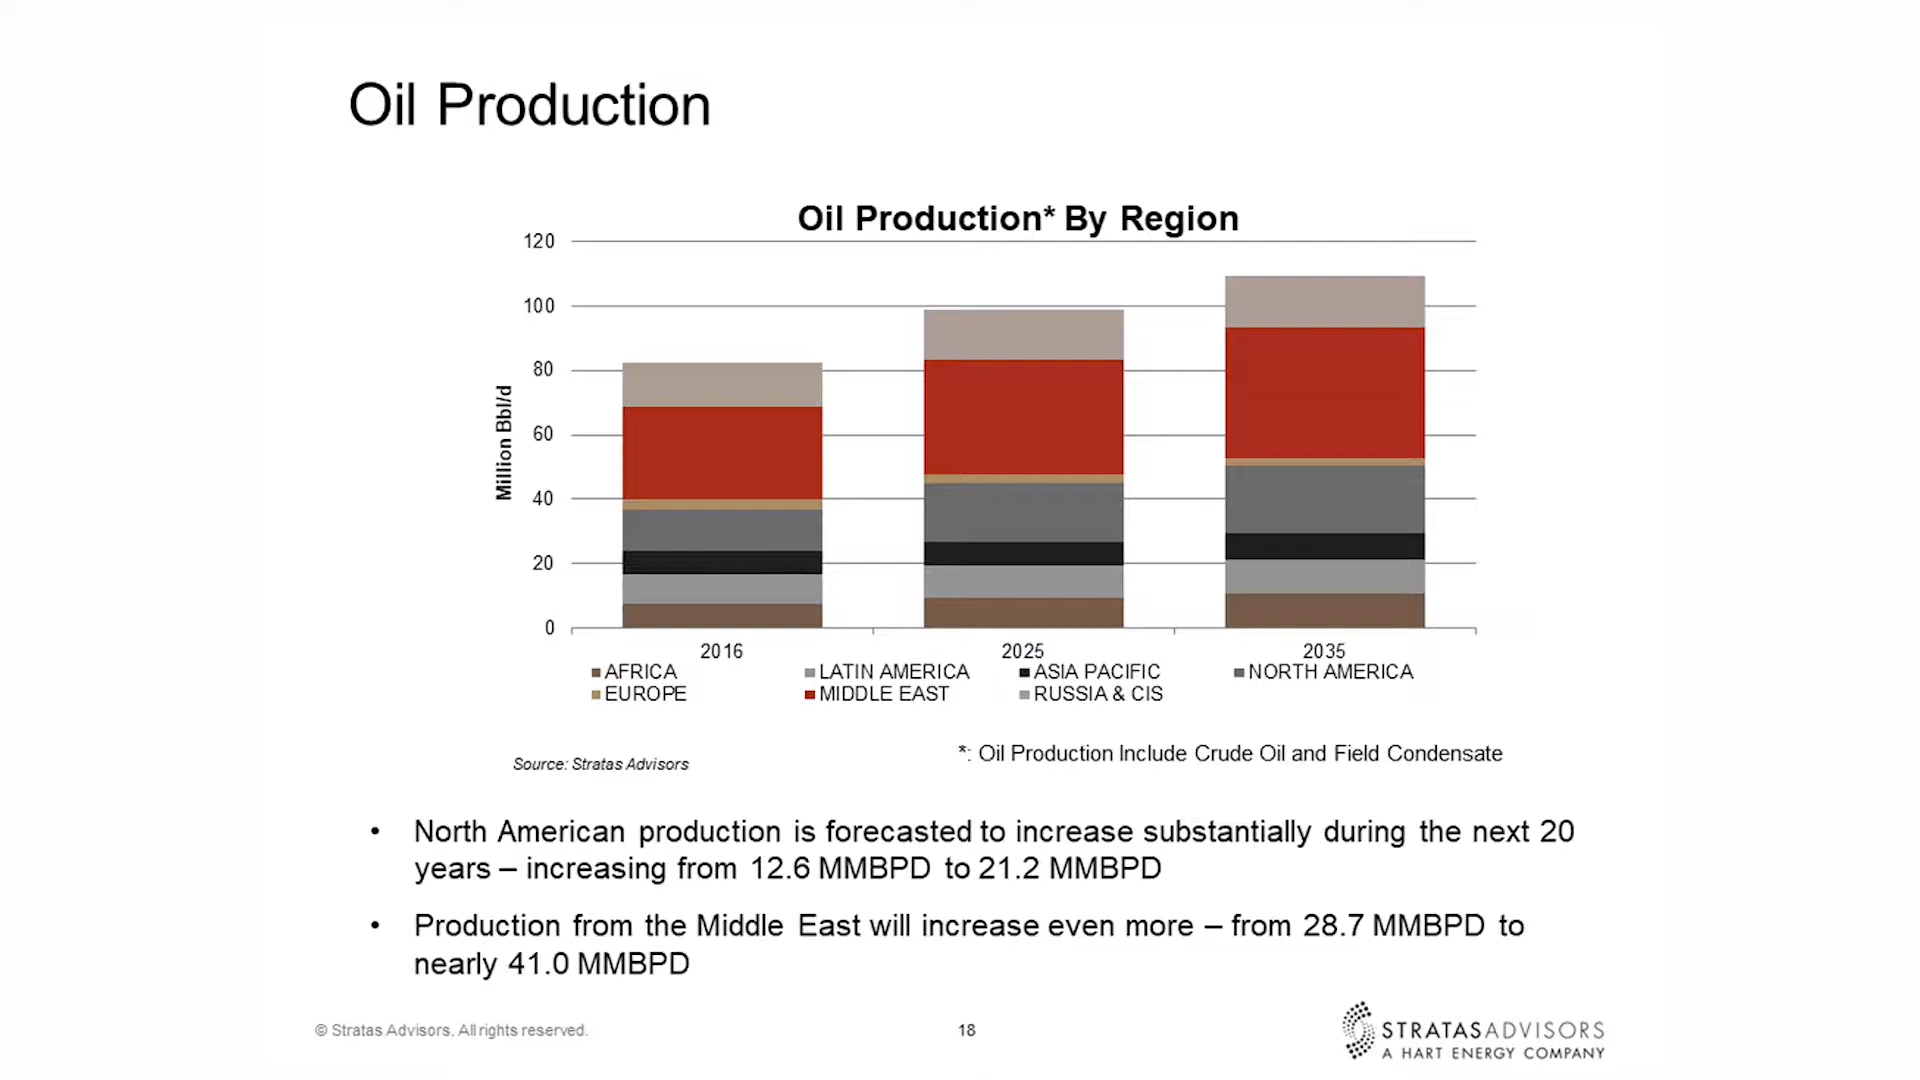 Oil Production
Oil Production* By Region
Million Bbl/d
120
100
80
60
40
20
0
2016 2025 2035
AFRICA LATIN AMERICA ASIA PACIFIC NORTH AMERICA
EUROPE MIDDLE EAST RUSSIA & CIS
*: Oil Production Include Crude Oil and Field Condensate
Source: Stratas Advisors
• North American production is forecasted to increase substantially during the next 20
years – increasing from 12.6 MMBPD to 21.2 MMBPD
• Production from the Middle East will increase even more – from 28.7 MMBPD to
nearly 41.0 MMBPD
© Stratas Advisors. All rights reserved.
18
STRATASADVISORS
A HART ENERGY COMPANY